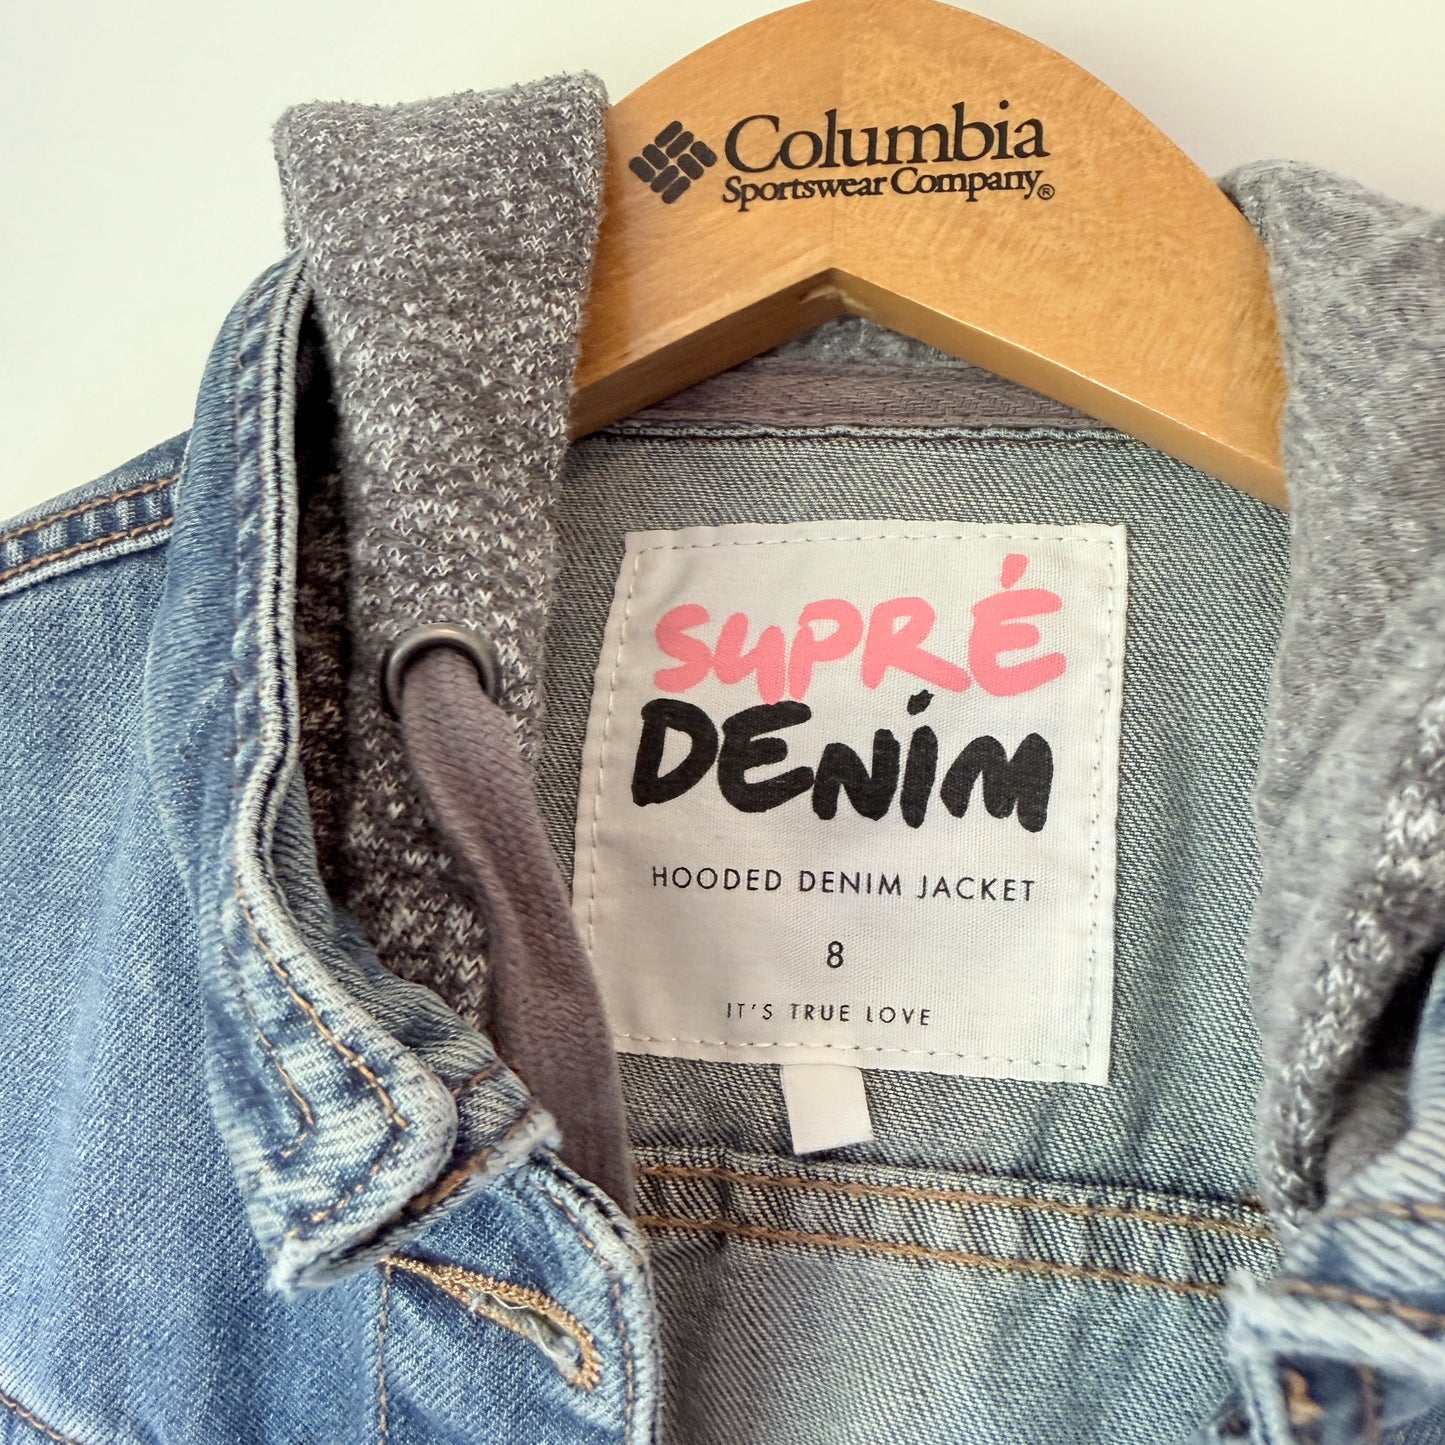 Columbia
Sportswear Company®
SUPRÉ
DENIM
HOODED DENIM JACKET
8
IT'S TRUE LOVE